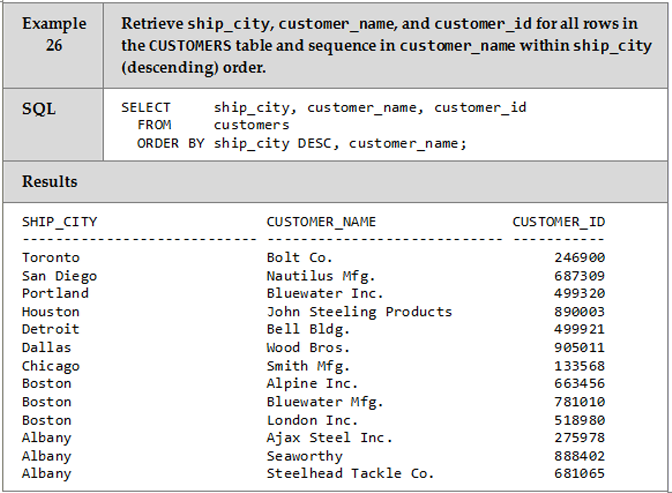 Example 26
Retrieve ship_city, customer_name, and customer_id for all rows in
the CUSTOMERS table and sequence in customer_name within ship_city
(descending) order.
SQL
SELECT ship_city, customer_name, customer_id
FROM customers
ORDER BY ship_city DESC, customer_name;
Results
SHIP_CITY CUSTOMER_NAME CUSTOMER_ID
--------------------------- --------------------------- -----------
Toronto Bolt Co. 246900
San Diego Nautilus Mfg. 687309
Portland Bluewater Inc. 499320
Houston John Steeling Products 890003
Detroit Bell Bldg. 499921
Dallas Wood Bros. 905011
Chicago Smith Mfg. 133568
Boston Alpine Inc. 663456
Boston Bluewater Mfg. 781010
Boston London Inc. 518980
Albany Ajax Steel Inc. 275978
Albany Seaworthy 888402
Albany Steelhead Tackle Co. 681065